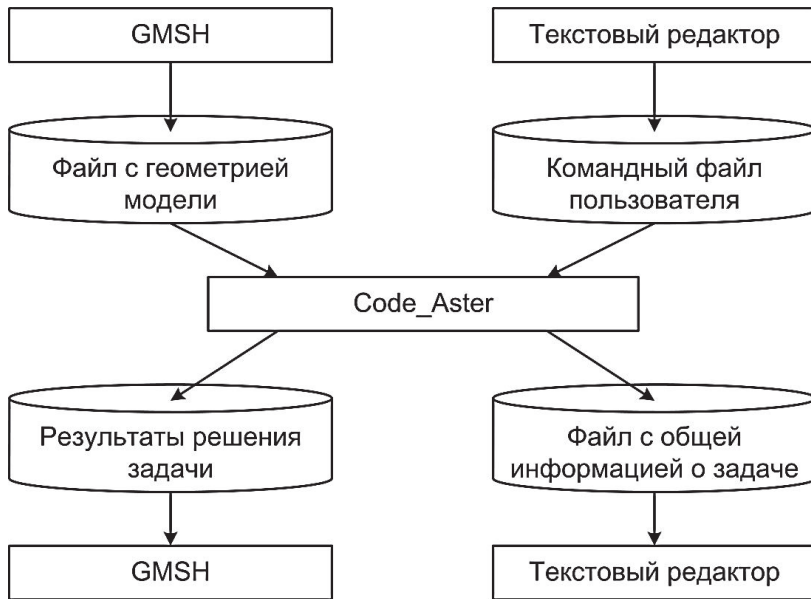 GMSH
Текстовый редактор
Файл с геометрией
модели
Командный файл
пользователя
Code_Aster
Результаты решения
задачи
Файл с общей
информацией о задаче
GMSH
Текстовый редактор